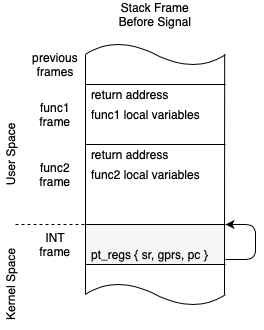 Stack Frame
Before Signal
previous
frames
return address
func1
frame
func1 local variables
User Space
return address
func2
frame
func2 local variables
INT
frame
pt_regs { sr, gprs, pc }
Kernel Space